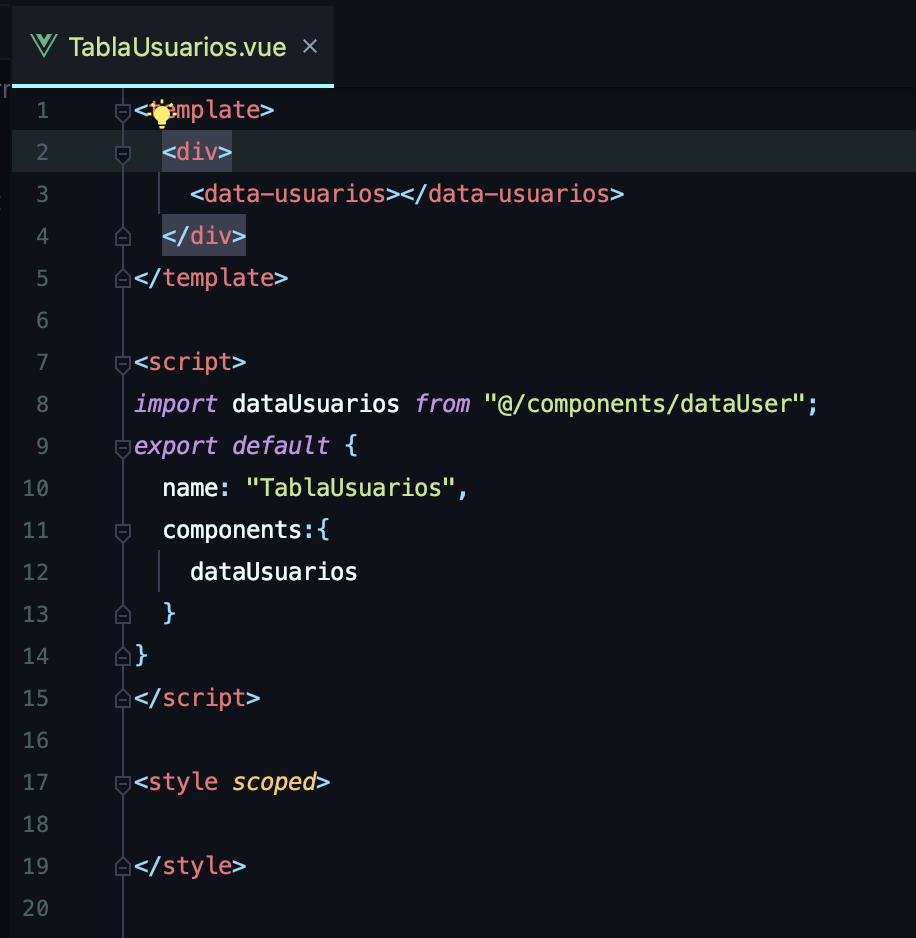 TablaUsuarios.vue ×
1 <template>
2 <div>
3 <data-usuarios></data-usuarios>
4 </div>
5 </template>
6
7 <script>
8 import dataUsuarios from "@/components/dataUser";
9 export default {
10 name: "TablaUsuarios",
11 components:{
12 dataUsuarios
13 }
14 }
15 </script>
16
17 <style scoped>
18
19 </style>
20